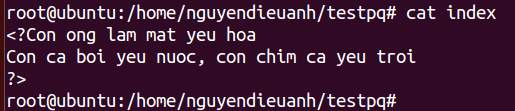 root@ubuntu:/home/nguyendieuanh/testpq# cat index
<?Con ong lam mat yeu hoa
Con ca boi yeu nuoc, con chim ca yeu troi
?>
root@ubuntu:/home/nguyendieuanh/testpq#